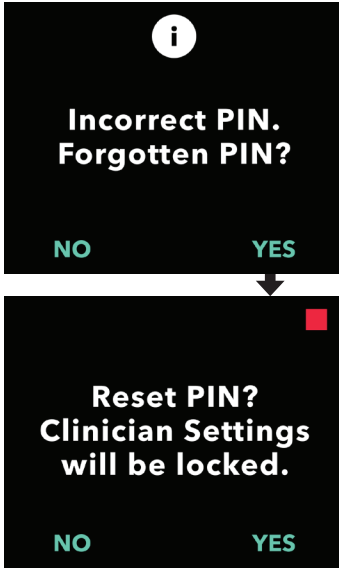 i
Incorrect PIN.
Forgotten PIN?
NO YES
Reset PIN?
Clinician Settings
will be locked.
NO YES